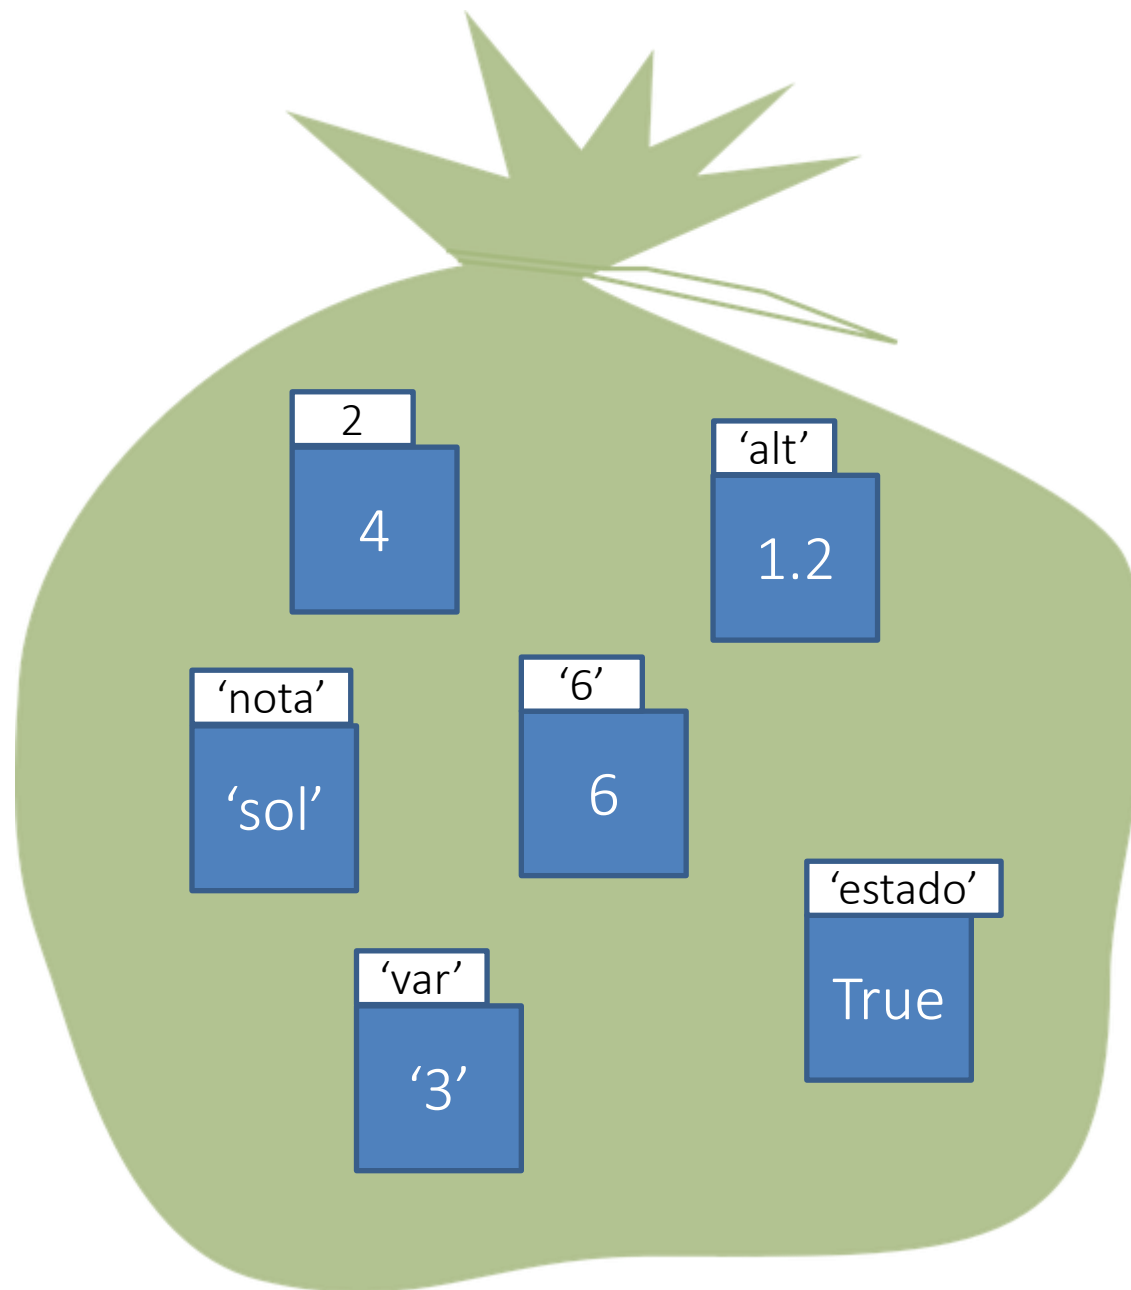 2
4
‘alt’
1.2
‘nota’
‘sol’
‘6’
6
‘estado’
True
‘var’
‘3’